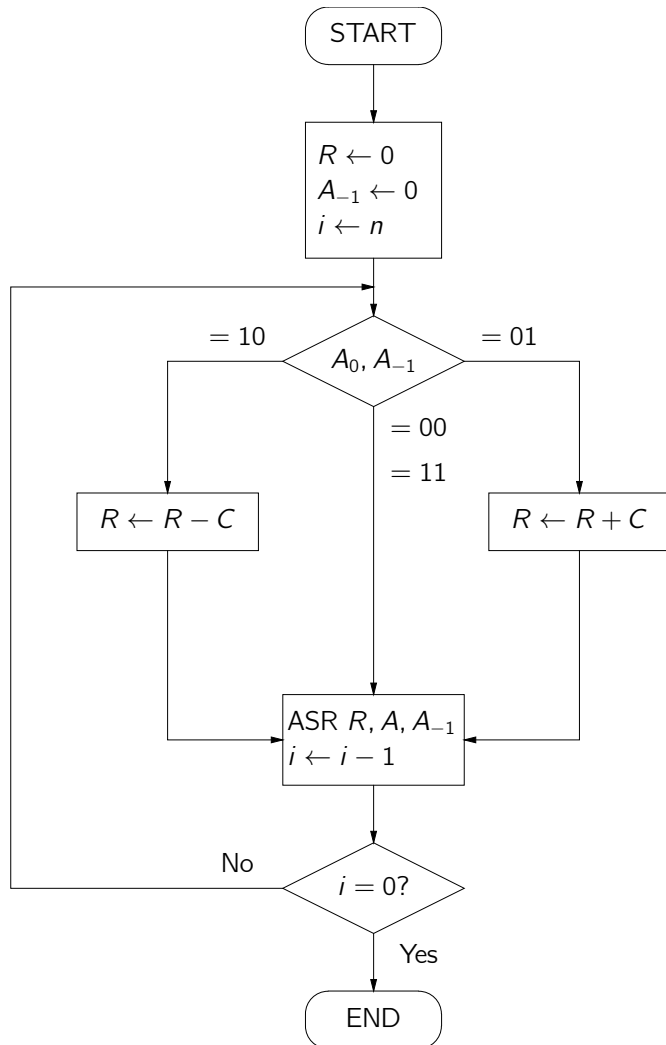 START
R ← 0
A₋₁ ← 0
i ← n
= 10
A₀, A₋₁
= 01
= 00
= 11
R ← R − C
R ← R + C
ASR R, A, A₋₁
i ← i − 1
No
i = 0?
Yes
END